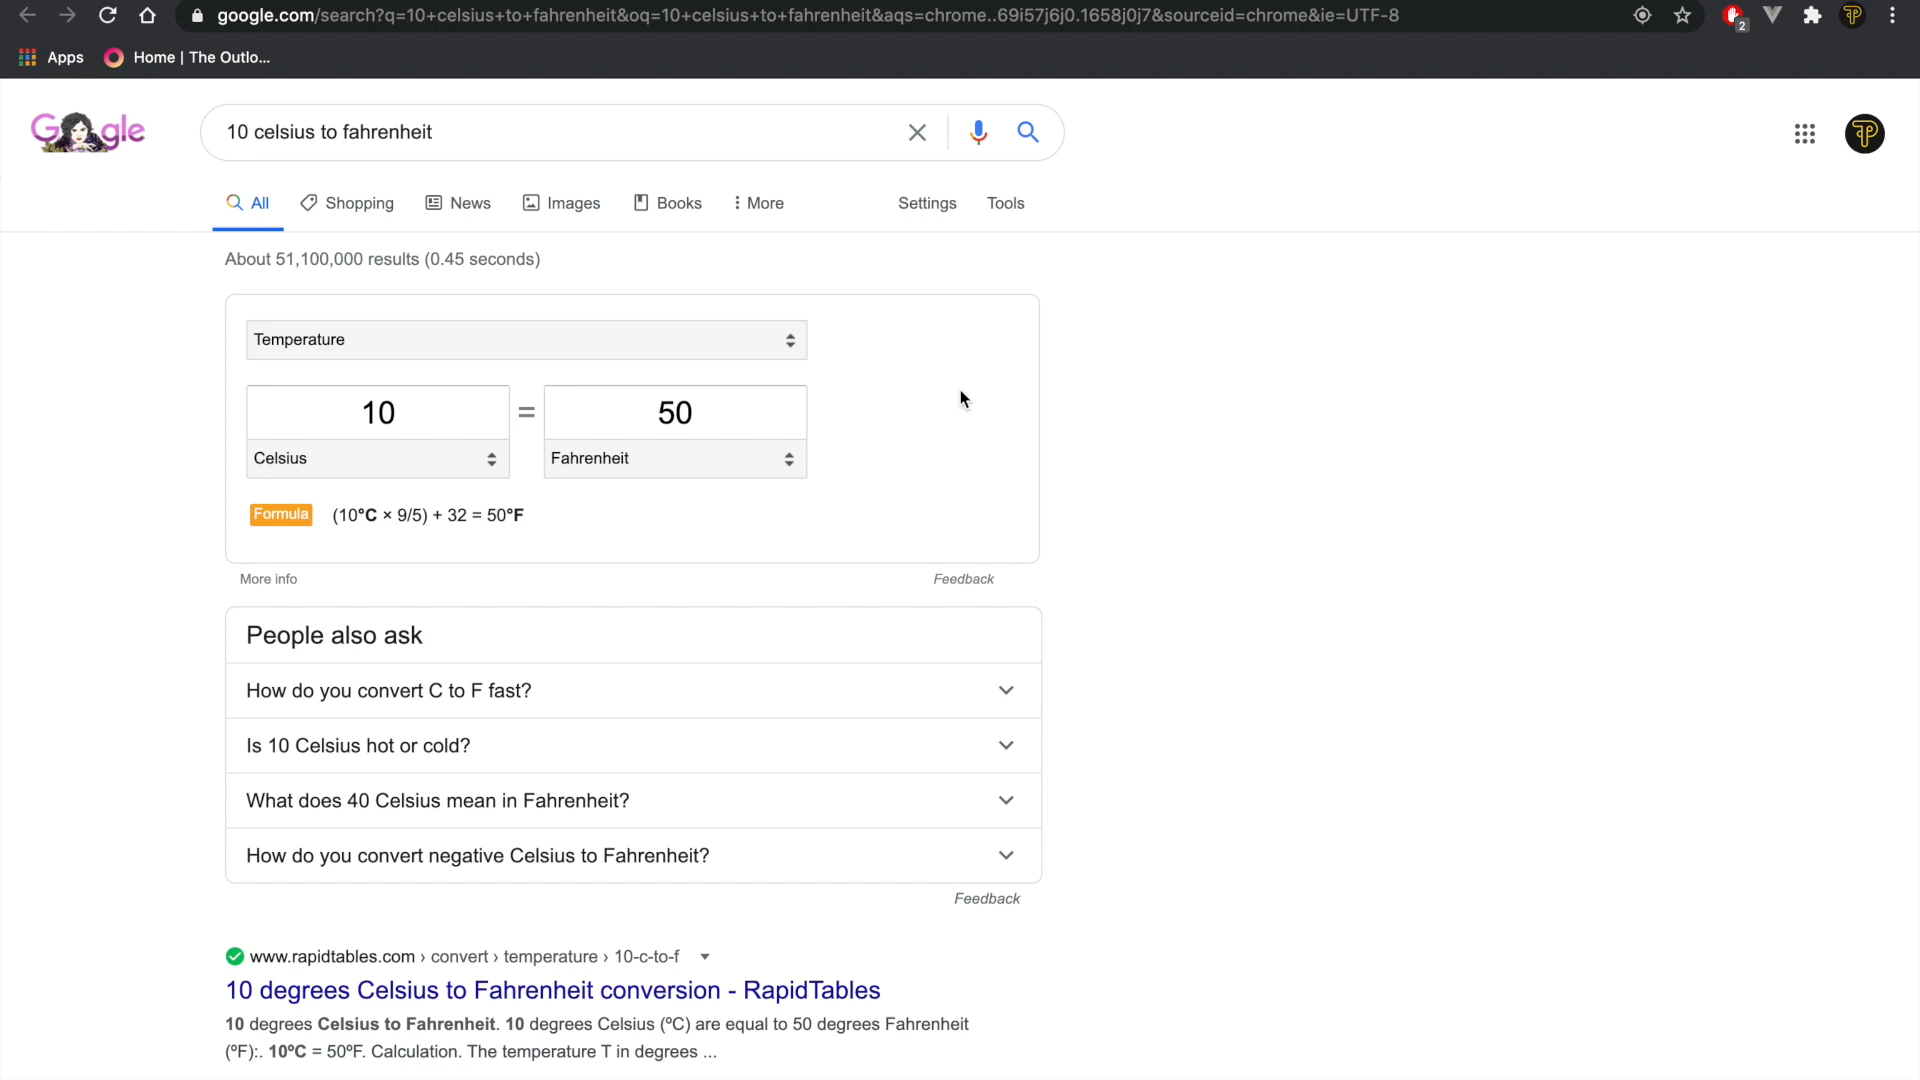 google.com/search?q=10+celsius+to+fahrenheit&oq=10+celsius+to+fahrenheit&aqs=chrome..69i57j6j0.1658j0j7&sourceid=chrome&ie=UTF-8
2
Apps Home | The Outlo...
Google
10 celsius to fahrenheit
All Shopping News Images Books More Settings Tools
About 51,100,000 results (0.45 seconds)
Temperature
10 = 50
Celsius Fahrenheit
Formula (10°C × 9/5) + 32 = 50°F
More info Feedback
People also ask
How do you convert C to F fast?
Is 10 Celsius hot or cold?
What does 40 Celsius mean in Fahrenheit?
How do you convert negative Celsius to Fahrenheit?
Feedback
www.rapidtables.com › convert › temperature › 10-c-to-f
10 degrees Celsius to Fahrenheit conversion - RapidTables
10 degrees Celsius to Fahrenheit. 10 degrees Celsius (ºC) are equal to 50 degrees Fahrenheit
(ºF):. 10ºC = 50ºF. Calculation. The temperature T in degrees ...